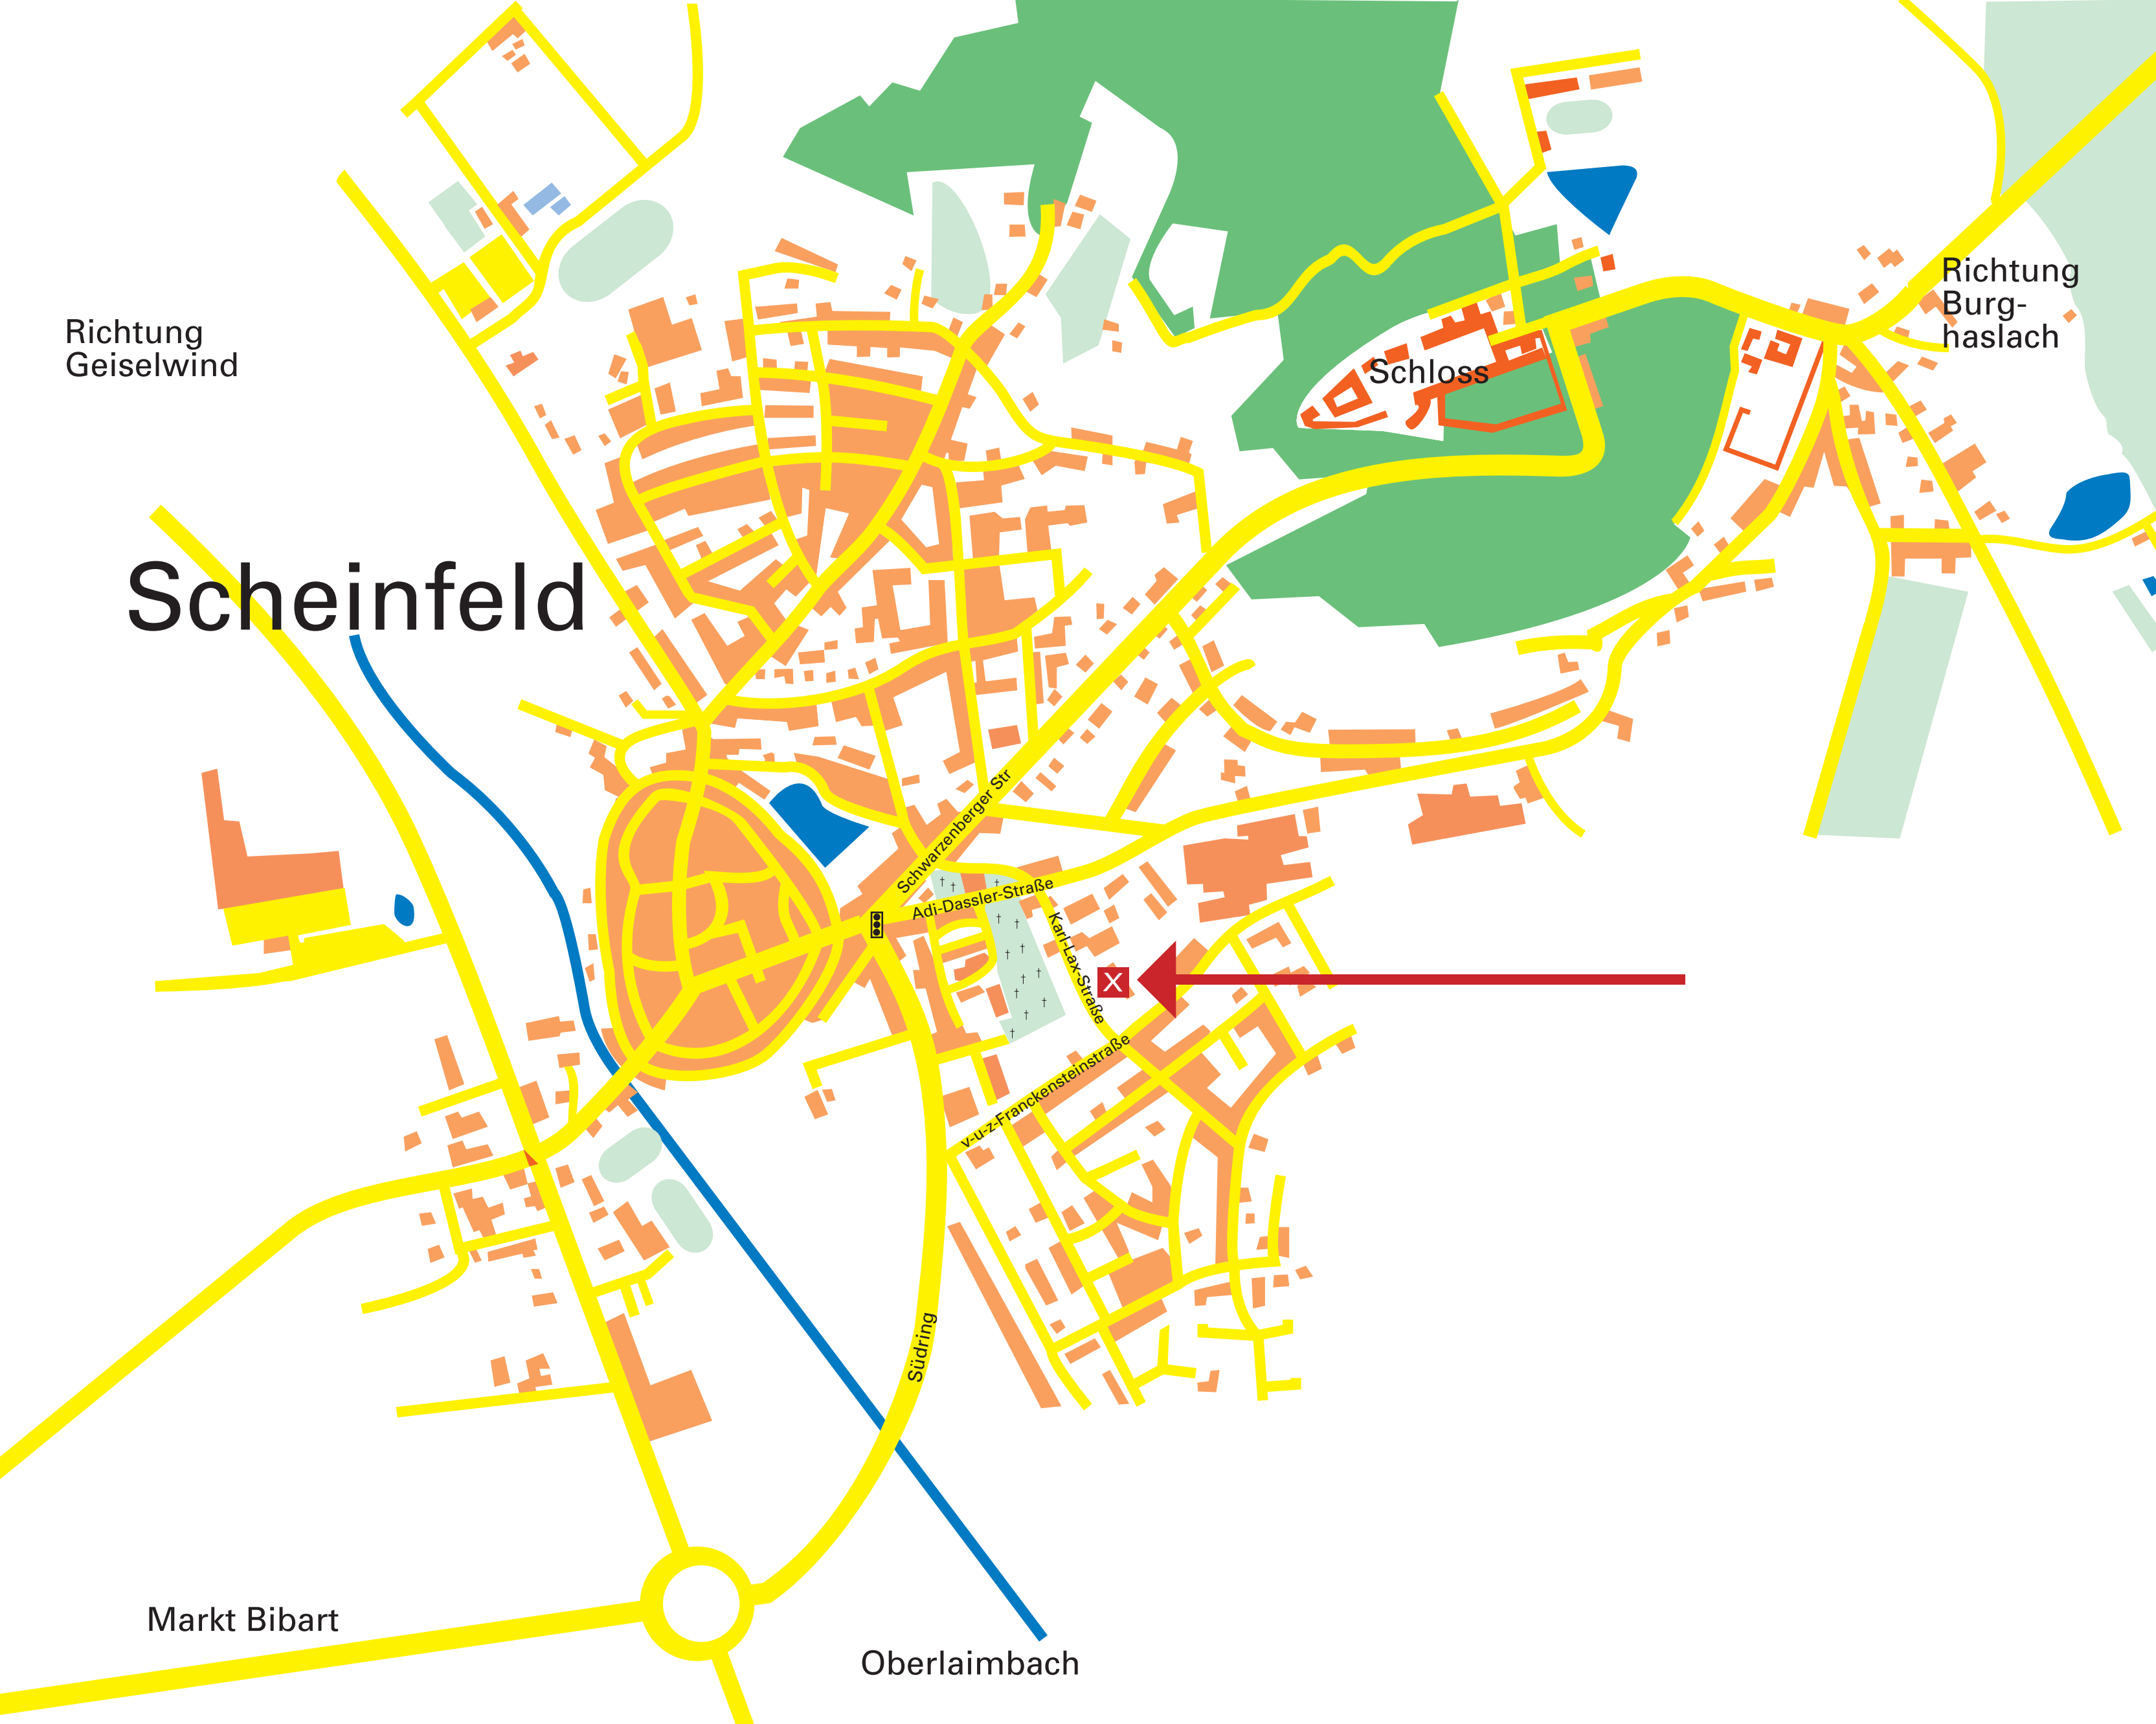 Richtung
Geiselwind
Richtung
Burg-
haslach
Schloss
Scheinfeld
Schwarzenberger Str
Adi-Dassler-Straße
Karl-Lax-Straße
X
v-u-z-Franckensteinstraße
Südring
Markt Bibart
Oberlaimbach